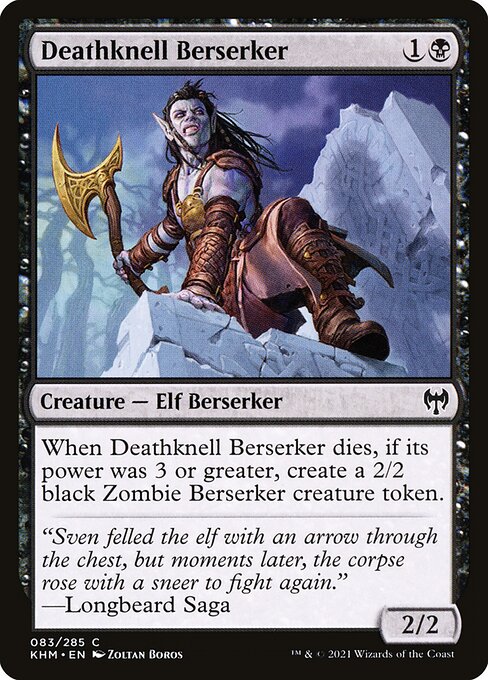 Deathknell Berserker 1
Creature — Elf Berserker
When Deathknell Berserker dies, if its
power was 3 or greater, create a 2/2
black Zombie Berserker creature token.
“Sven felled the elf with an arrow through
the chest, but moments later, the corpse
rose with a sneer to fight again.”
—Longbeard Saga
2/2
083/285 C
KHM • EN Zoltan Boros
™ & © 2021 Wizards of the Coast